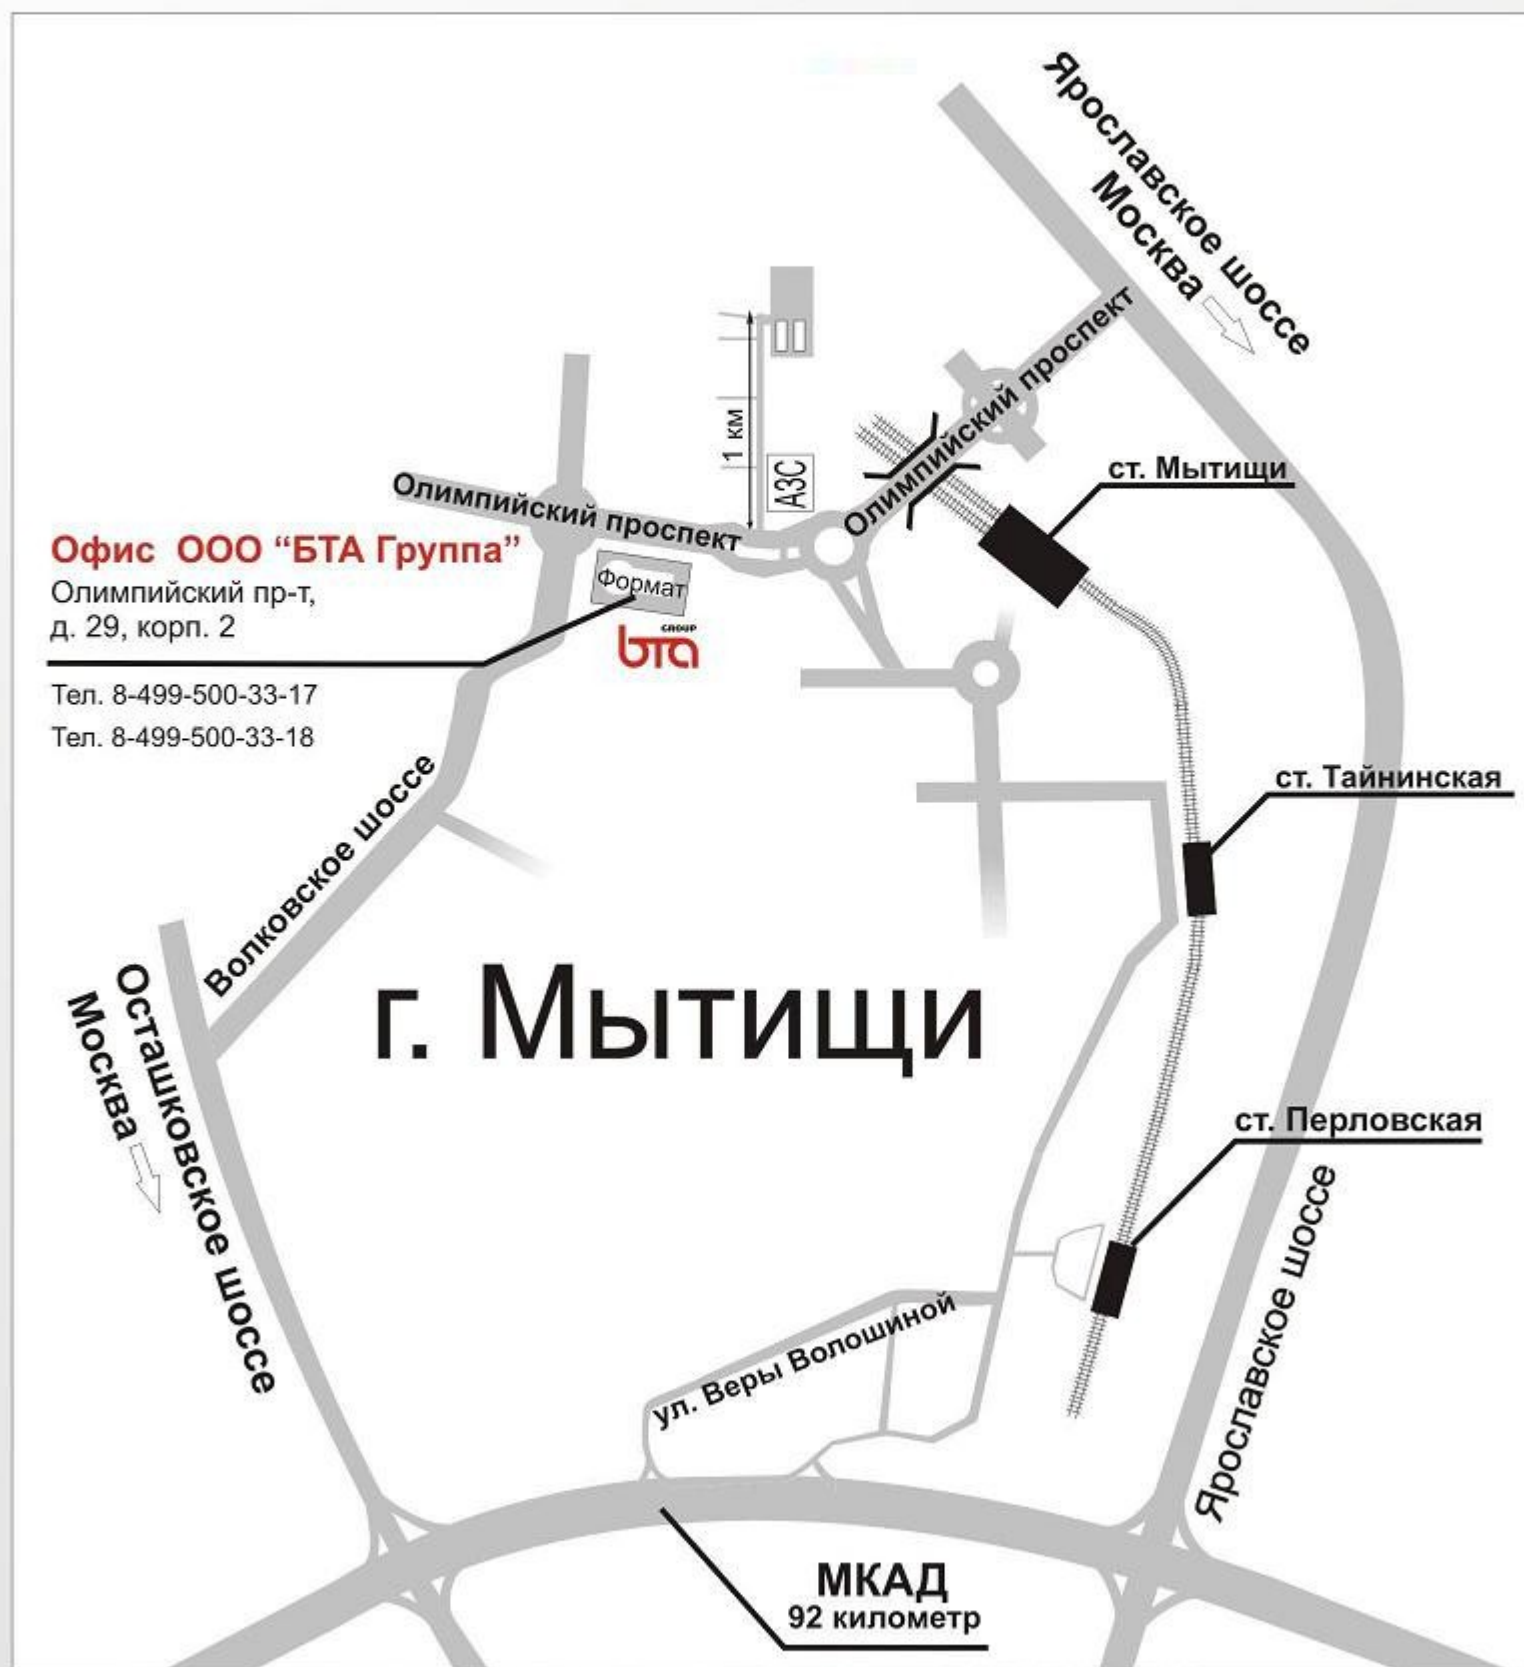 Ярославское шоссе
Москва
Олимпийский проспект
1 км
АЗС
ст. Мытищи
Олимпийский проспект
Офис ООО “БТА Группа”
Олимпийский пр-т,
д. 29, корп. 2
Формат
GROUP
bта
Тел. 8-499-500-33-17
Тел. 8-499-500-33-18
ст. Тайнинская
Волковское шоссе
г. Мытищи
Осташковское шоссе
Москва
ст. Перловская
Ярославское шоссе
ул. Веры Волошиной
МКАД
92 километр